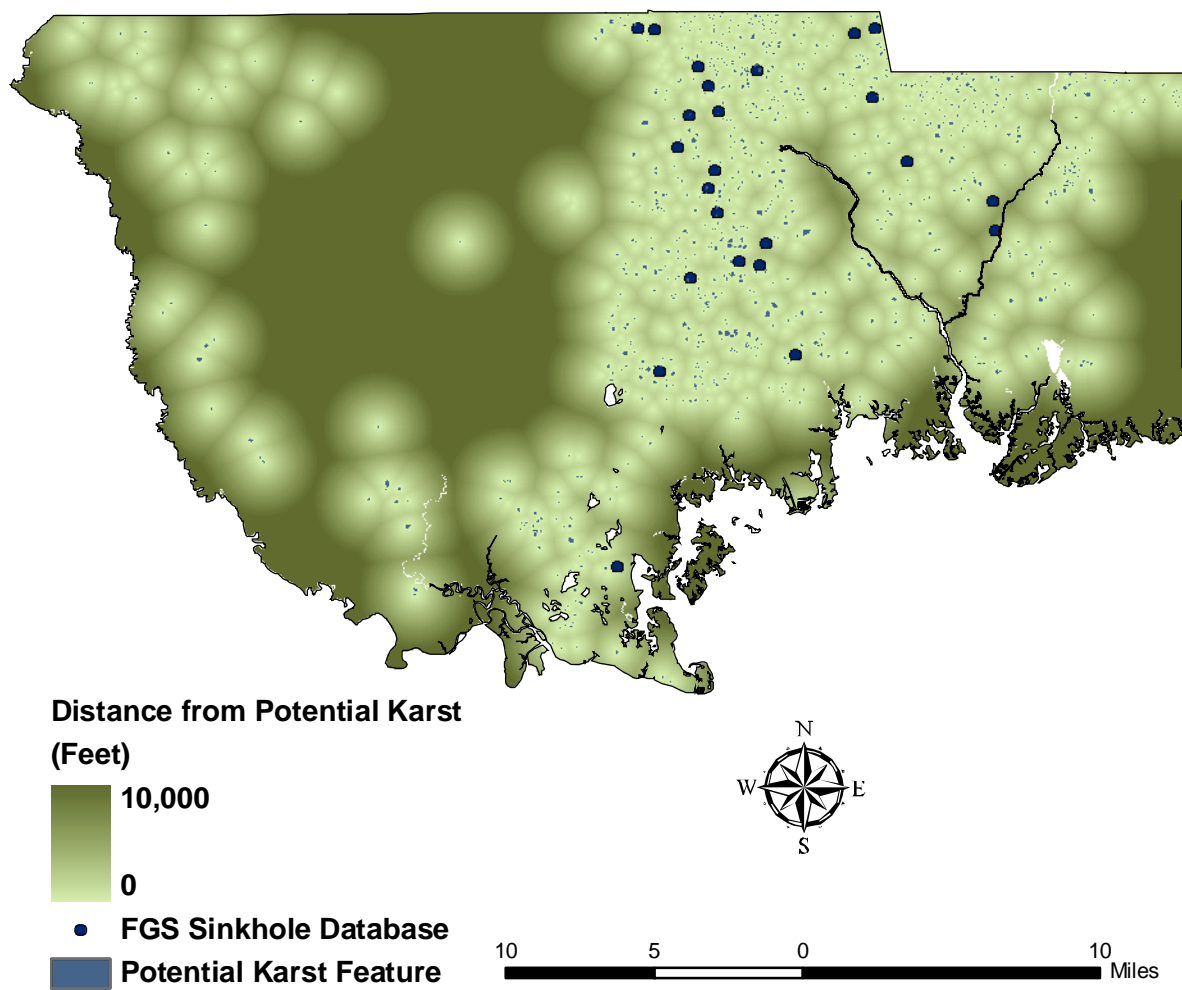 Distance from Potential Karst
(Feet)
10,000
0
FGS Sinkhole Database
Potential Karst Feature
N
W E
S
10 5 0 10
Miles